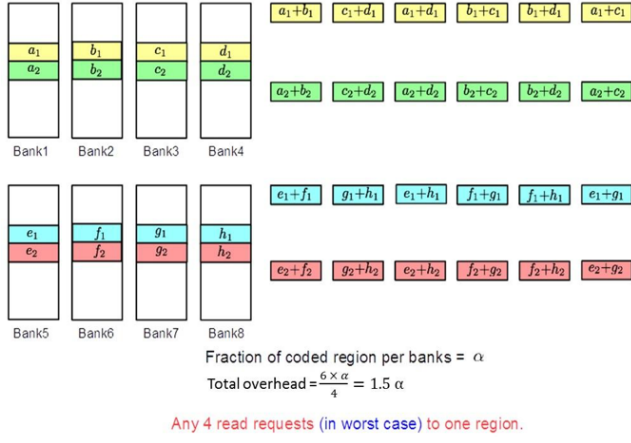 a₁+b₁ c₁+d₁ a₁+d₁ b₁+c₁ b₁+d₁ a₁+c₁
a₁ b₁ c₁ d₁
a₂ b₂ c₂ d₂
a₂+b₂ c₂+d₂ a₂+d₂ b₂+c₂ b₂+d₂ a₂+c₂
Bank1 Bank2 Bank3 Bank4
e₁+f₁ g₁+h₁ e₁+h₁ f₁+g₁ f₁+h₁ e₁+g₁
e₁ f₁ g₁ h₁
e₂ f₂ g₂ h₂
e₂+f₂ g₂+h₂ e₂+h₂ f₂+g₂ f₂+h₂ e₂+g₂
Bank5 Bank6 Bank7 Bank8
Fraction of coded region per banks = α
Total overhead = 6 × α / 4 = 1.5 α
Any 4 read requests (in worst case) to one region.